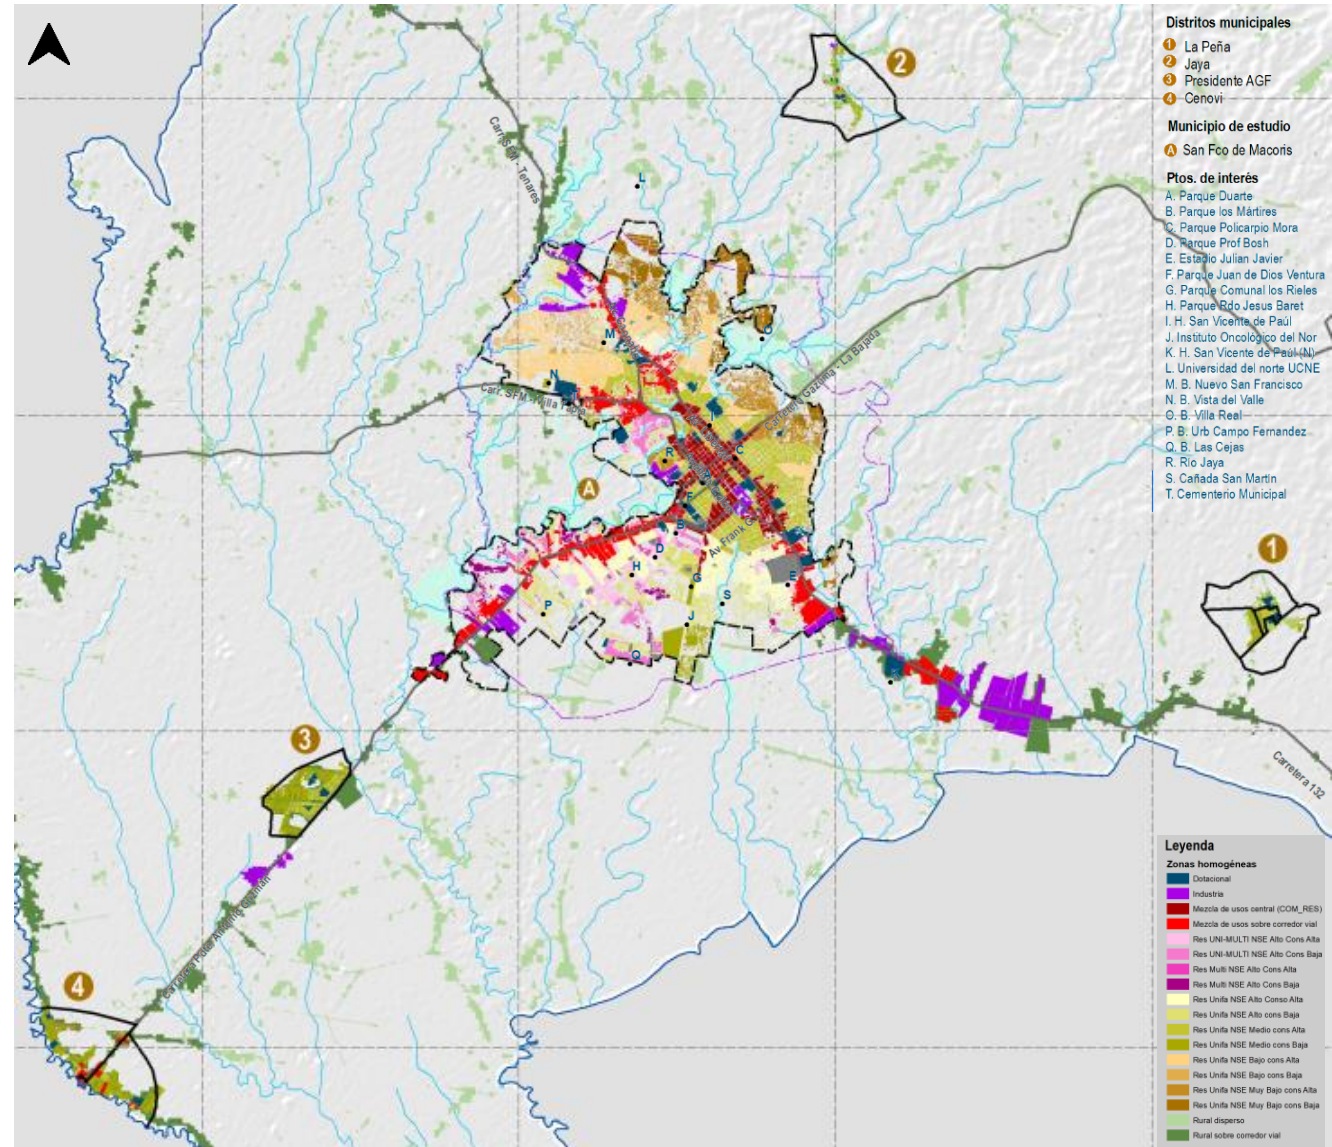 Distritos municipales
1 La Peña
2 Jaya
3 Presidente AGF
4 Cenovi
Municipio de estudio
A San Fco de Macoris
Ptos. de interés
A. Parque Duarte
B. Parque los Mártires
C. Parque Policarpio Mora
D. Parque Prof Bosh
E. Estadio Julian Javier
F. Parque Juan de Dios Ventura
G. Parque Comunal los Rieles
H. Parque Rdo Jesus Baret
I. H. San Vicente de Paúl
J. Instituto Oncológico del Nor
K. H. San Vicente de Paúl (N)
L. Universidad del norte UCNE
M. B. Nuevo San Francisco
N. B. Vista del Valle
O. B. Villa Real
P. B. Urb Campo Fernandez
Q. B. Las Cejas
R. Río Jaya
S. Cañada San Martín
T. Cementerio Municipal
2
Carr. SFM - Tenares
L
M
O
N
Carr. SFM - Villa Tapia
Carretera Gazuma - La Bajada
I
C
R
A
F
B
Av Frank G
D
H
G
E
S
P
J
Q
1
3
Carretera 132
4
Leyenda
Zonas homogéneas
Dotacional
Industria
Mezcla de usos central (COM_RES)
Mezcla de usos sobre corredor vial
Res UNI-MULTI NSE Alto Cons Alta
Res UNI-MULTI NSE Alto Cons Baja
Res Multi NSE Alto Cons Alta
Res Multi NSE Alto Cons Baja
Res Unifa NSE Alto Conso Alta
Res Unifa NSE Alto cons Baja
Res Unifa NSE Medio cons Alta
Res Unifa NSE Medio cons Baja
Res Unifa NSE Bajo cons Alta
Res Unifa NSE Bajo cons Baja
Res Unifa NSE Muy Bajo cons Alta
Res Unifa NSE Muy Bajo cons Baja
Rural disperso
Rural sobre corredor vial